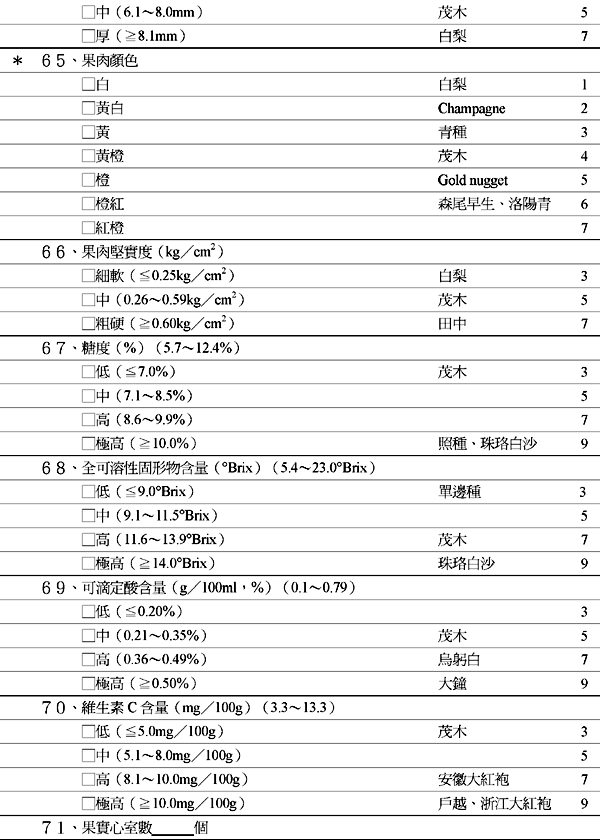 □中（6.1～8.0mm） 茂木 5
□厚（≧8.1mm） 白梨 7
* 65、果肉顏色
□白 白梨 1
□黃白 Champagne 2
□黃 青種 3
□黃橙 茂木 4
□橙 Gold nugget 5
□橙紅 森尾早生、洛陽青 6
□紅橙 7
66、果肉堅實度（kg／cm²）
□細軟（≦0.25kg／cm²） 白梨 3
□中（0.26～0.59kg／cm²） 茂木 5
□粗硬（≧0.60kg／cm²） 田中 7
67、糖度（%）（5.7～12.4%）
□低（≦7.0%） 茂木 3
□中（7.1～8.5%） 5
□高（8.6～9.9%） 7
□極高（≧10.0%） 照種、珠珞白沙 9
68、全可溶性固形物含量（°Brix）（5.4～23.0°Brix）
□低（≦9.0°Brix） 單邊種 3
□中（9.1～11.5°Brix） 5
□高（11.6～13.9°Brix） 茂木 7
□極高（≧14.0°Brix） 珠珞白沙 9
69、可滴定酸含量（g／100ml，%）（0.1～0.79）
□低（≦0.20%） 3
□中（0.21～0.35%） 茂木 5
□高（0.36～0.49%） 烏躬白 7
□極高（≧0.50%） 大鐘 9
70、維生素 C 含量（mg／100g）（3.3～13.3）
□低（≦5.0mg／100g） 茂木 3
□中（5.1～8.0mg／100g） 5
□高（8.1～10.0mg／100g） 安徽大紅袍 7
□極高（≧10.0mg／100g） 戶越、浙江大紅袍 9
71、果實心室數_____個